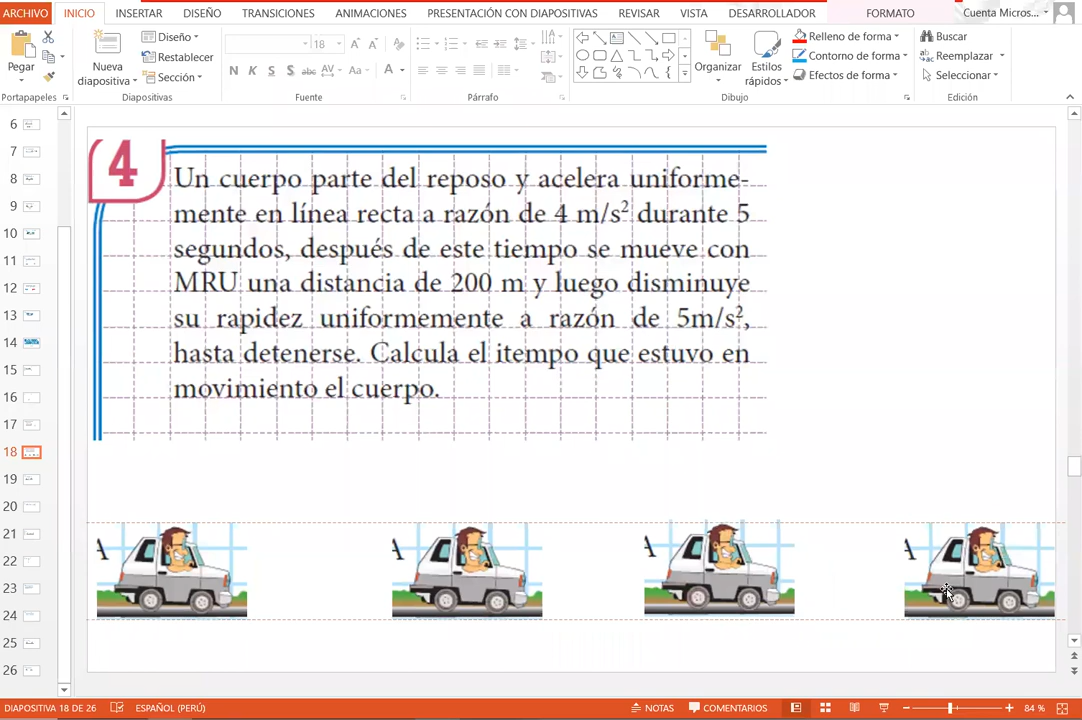 ARCHIVO INICIO INSERTAR DISEÑO TRANSICIONES ANIMACIONES PRESENTACIÓN CON DIAPOSITIVAS REVISAR VISTA DESARROLLADOR FORMATO Cuenta Micros...
Pegar
Nueva diapositiva
Diseño
Restablecer
Sección
18
N K S S abc AV Aa A
Organizar
Estilos rápidos
Relleno de forma
Contorno de forma
Efectos de forma
Buscar
Reemplazar
Seleccionar
Portapapeles Diapositivas Fuente Párrafo Dibujo Edición
6
7
8
9
10
11
12
13
14
15
16
17
18
19
20
21
22
23
24
25
26
4
Un cuerpo parte del reposo y acelera uniforme-
mente en línea recta a razón de 4 m/s² durante 5
segundos, después de este tiempo se mueve con
MRU una distancia de 200 m y luego disminuye
su rapidez uniformemente a razón de 5m/s²,
hasta detenerse. Calcula el itempo que estuvo en
movimiento el cuerpo.
A A A A
DIAPOSITIVA 18 DE 26 ESPAÑOL (PERÚ) NOTAS COMENTARIOS 84 %